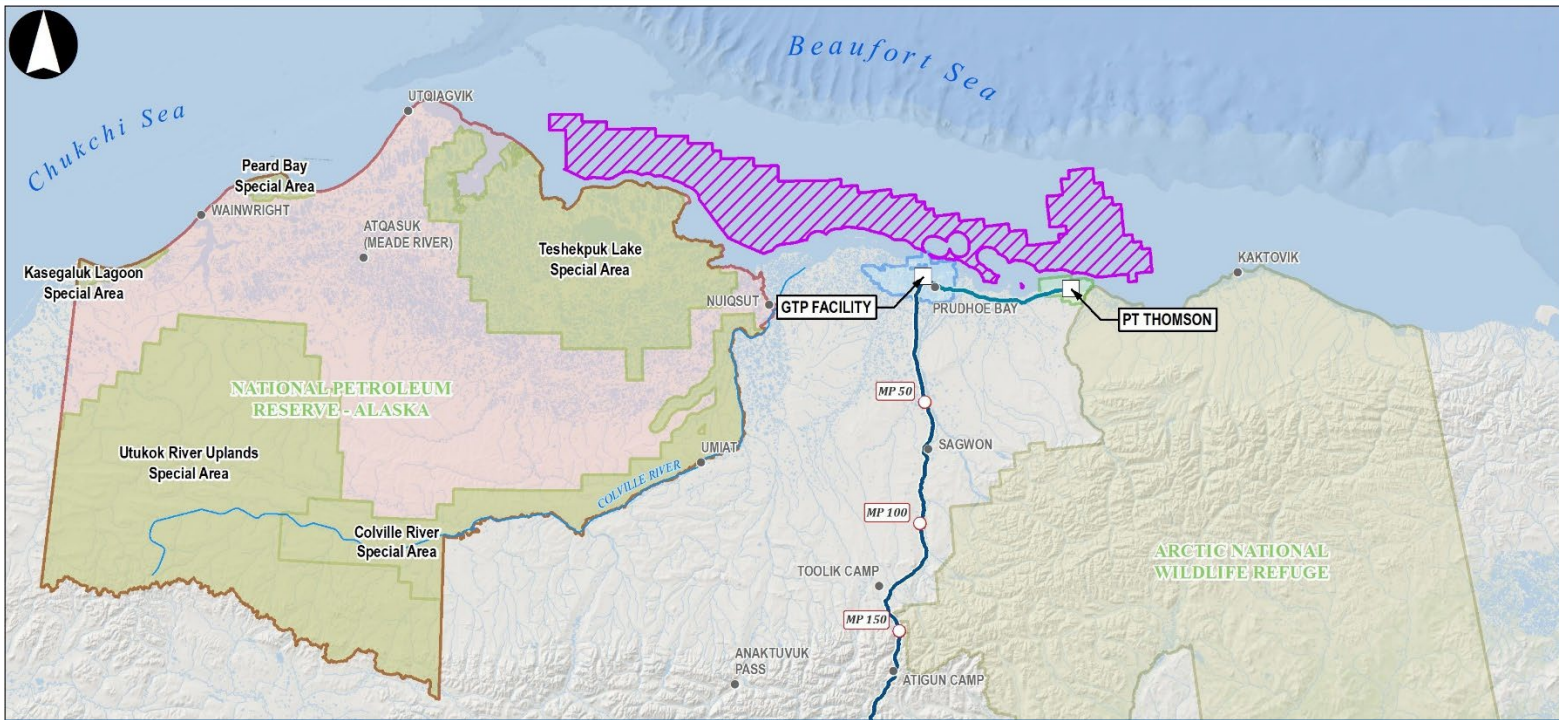 Beaufort Sea
Chukchi Sea
UTQIAGVIK
Peard Bay
Special Area
WAINWRIGHT
ATQASUK
(MEADE RIVER)
Teshekpuk Lake
Special Area
Kasegaluk Lagoon
Special Area
NUIQSUT
GTP FACILITY
PRUDHOE BAY
PT THOMSON
KAKTOVIK
NATIONAL PETROLEUM
RESERVE - ALASKA
MP 50
SAGWON
Utukok River Uplands
Special Area
UMIAT
COLVILLE RIVER
MP 100
Colville River
Special Area
ARCTIC NATIONAL
WILDLIFE REFUGE
TOOLIK CAMP
MP 150
ANAKTUVUK
PASS
ATIGUN CAMP